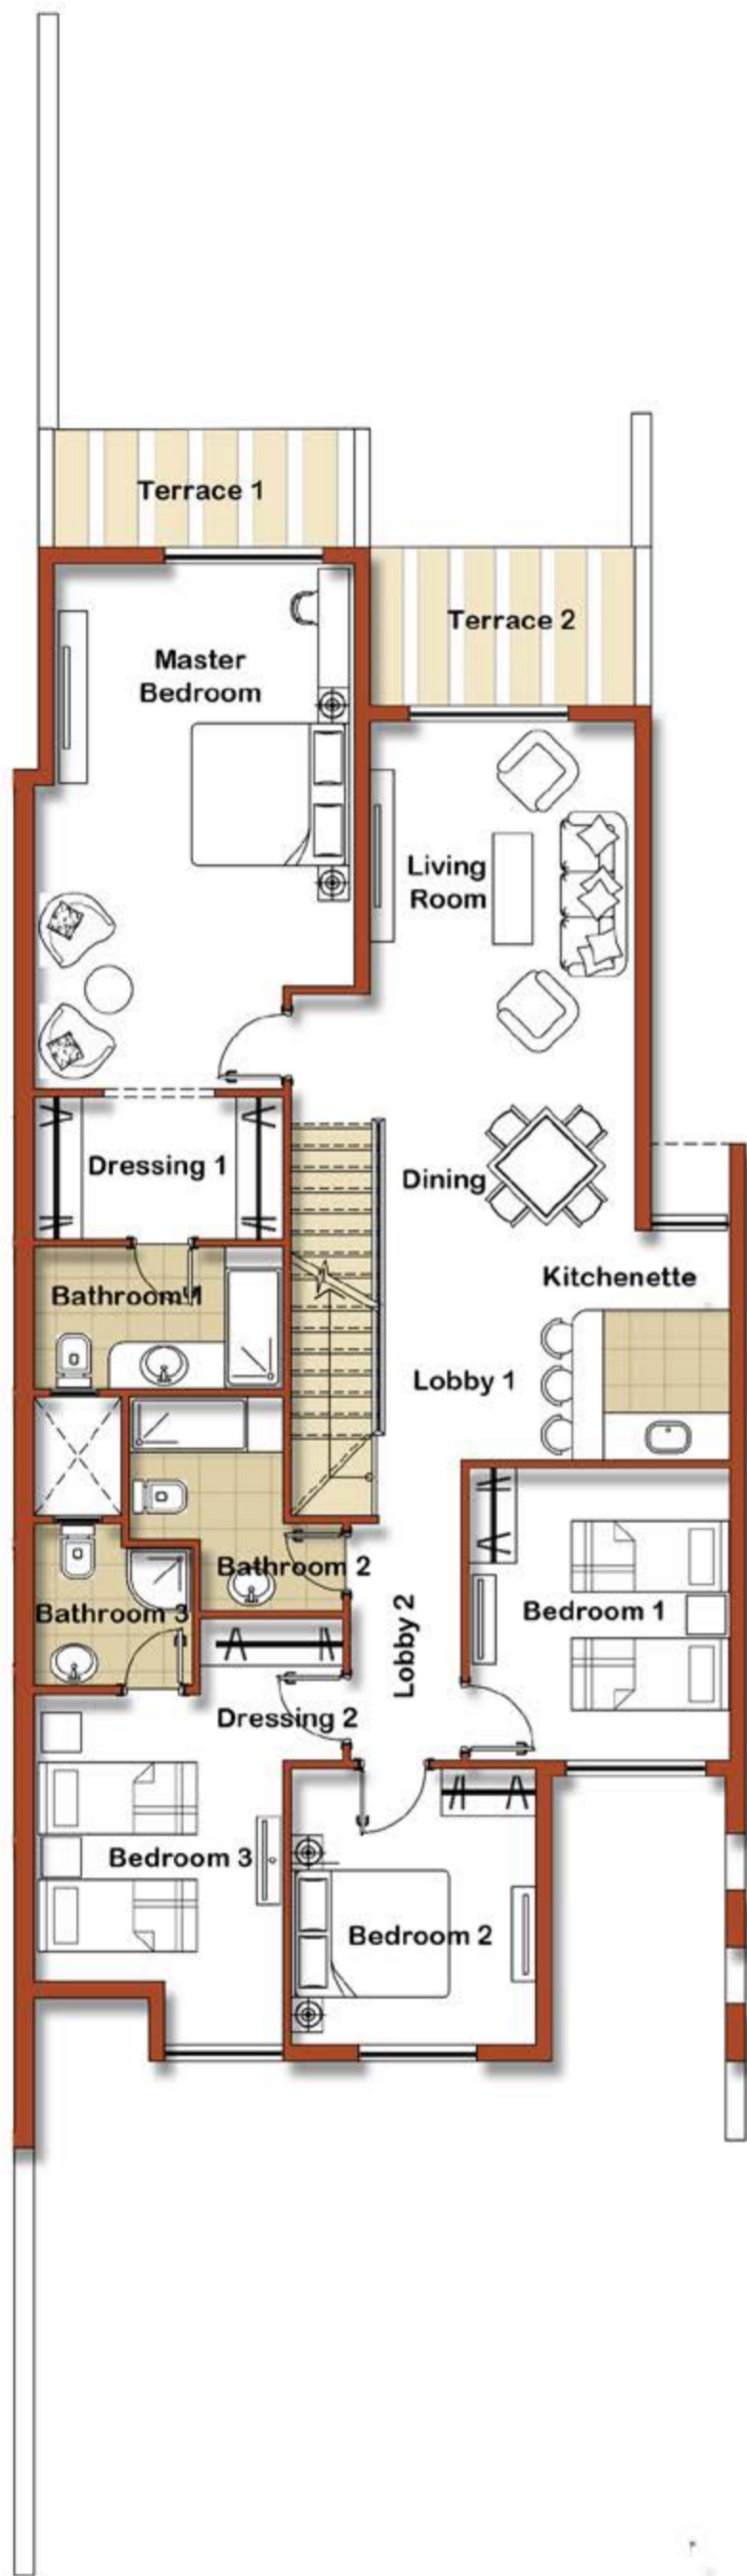 Terrace 1
Terrace 2
Master
Bedroom
Living
Room
Dressing 1
Dining
Kitchenette
Bathroom 1
Lobby 1
Bathroom 2
Bedroom 1
Bathroom 3
Lobby 2
Dressing 2
Bedroom 3
Bedroom 2
٣